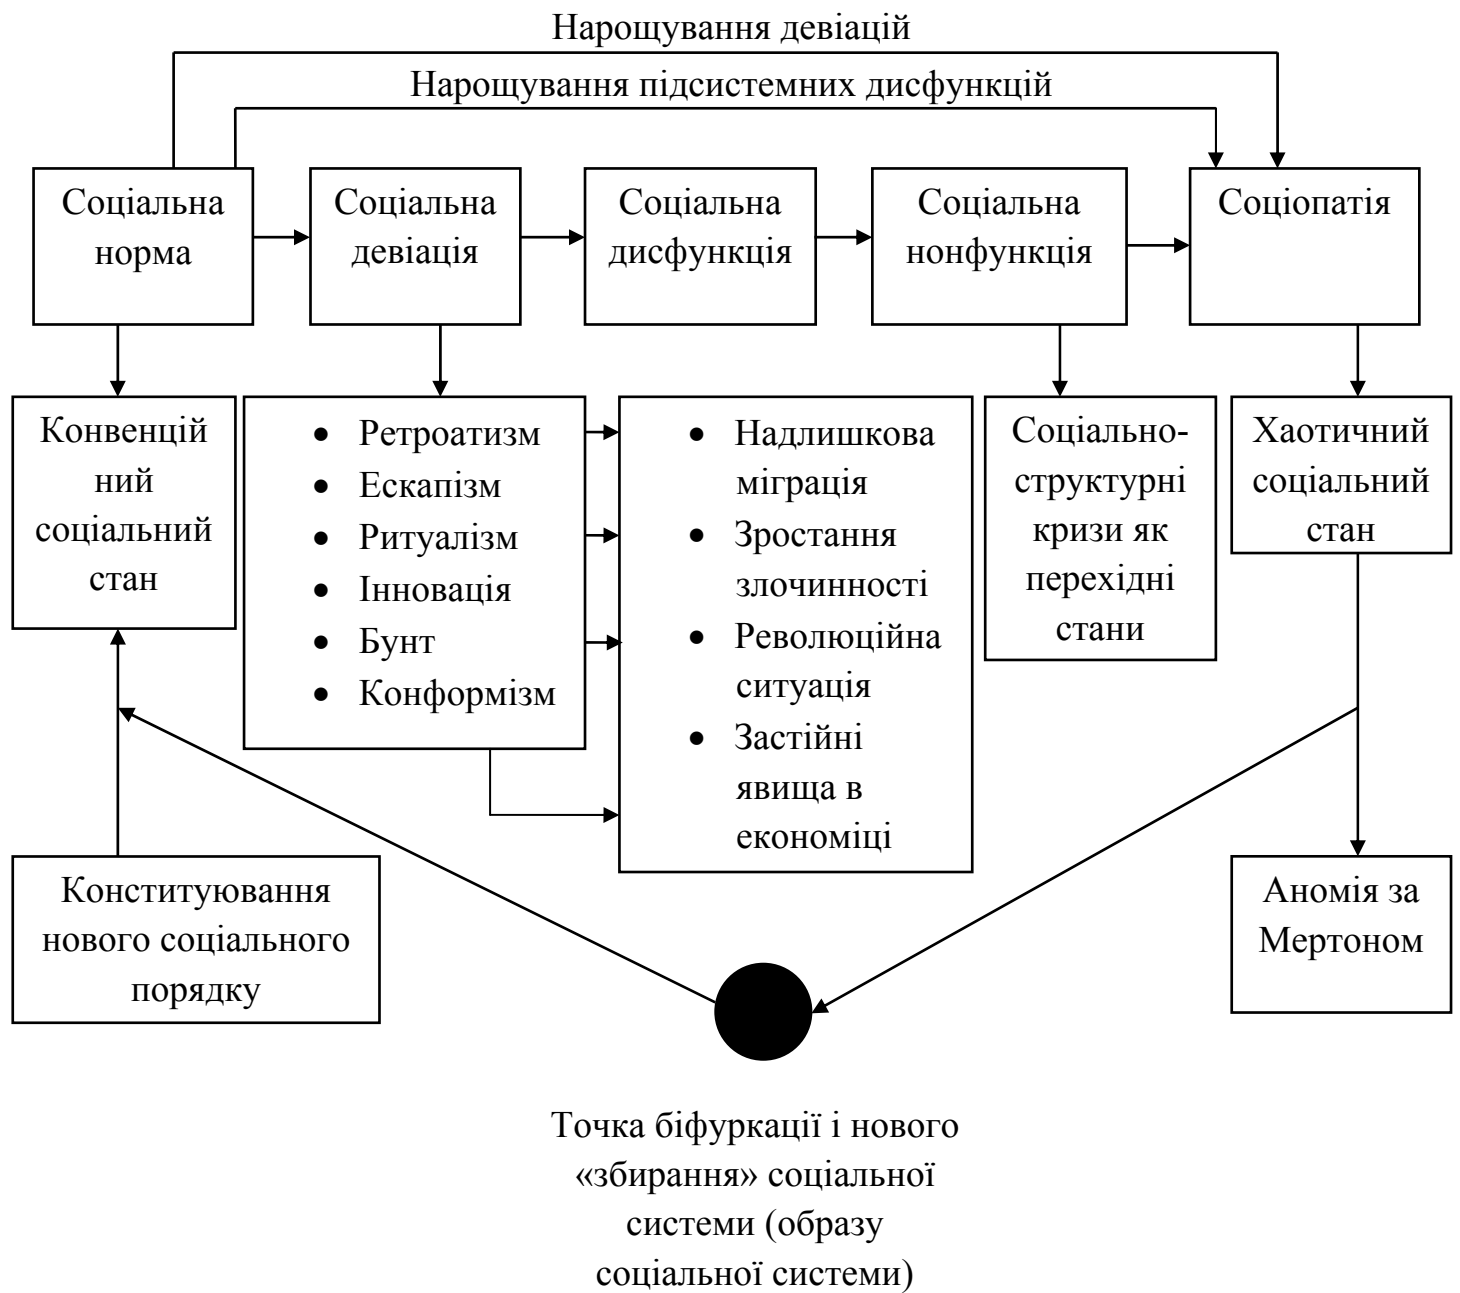 Нарощування девіацій
Нарощування підсистемних дисфункцій
Соціальна
норма
Соціальна
девіація
Соціальна
дисфункція
Соціальна
нонфункція
Соціопатія
Конвенцій
ний
соціальний
стан
• Ретроатизм
• Ескапізм
• Ритуалізм
• Інновація
• Бунт
• Конформізм
• Надлишкова
міграція
• Зростання
злочинності
• Революційна
ситуація
• Застійні
явища в
економіці
Соціально-
структурні
кризи як
перехідні
стани
Хаотичний
соціальний
стан
Конституювання
нового соціального
порядку
Аномія за
Мертоном
Точка біфуркації і нового
«збирання» соціальної
системи (образу
соціальної системи)